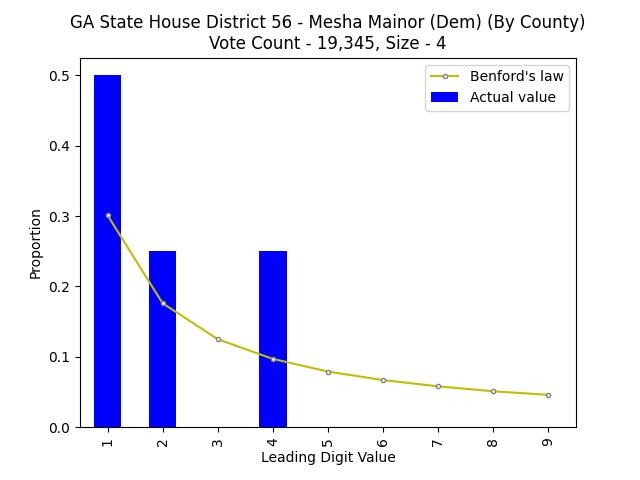 GA State House District 56 - Mesha Mainor (Dem) (By County)
Vote Count - 19,345, Size - 4
Benford's law
Actual value
Proportion
0.5
0.4
0.3
0.2
0.1
0.0
1 2 3 4 5 6 7 8 9
Leading Digit Value